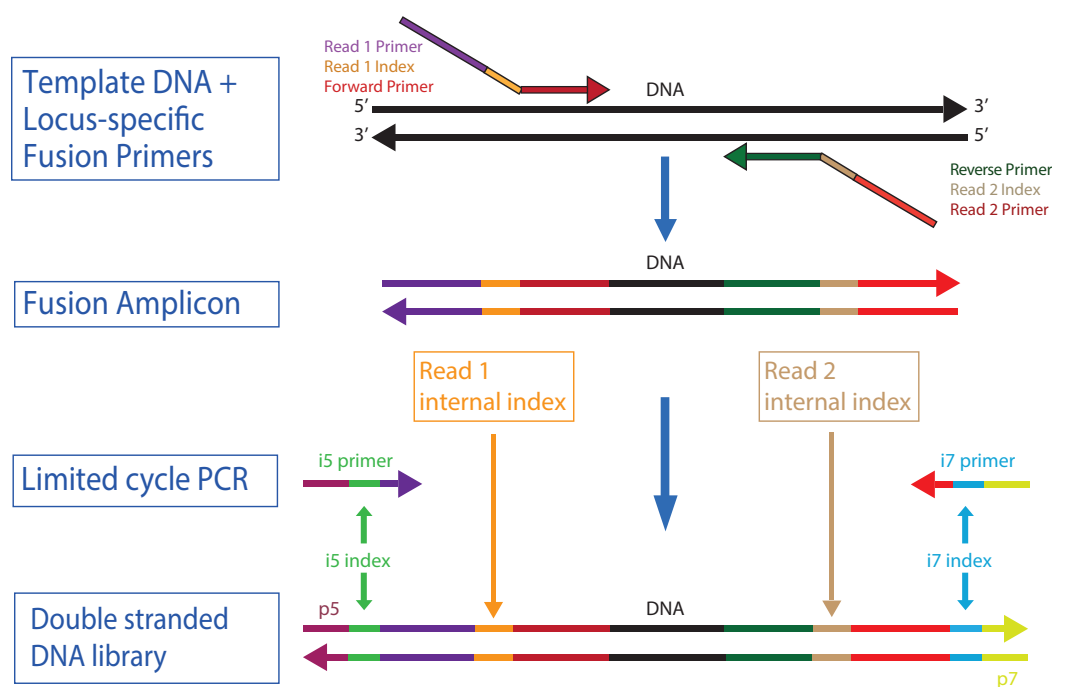 Template DNA +
Locus-specific
Fusion Primers
Read 1 Primer
Read 1 Index
Forward Primer
DNA
5’
3’
3’
5’
Reverse Primer
Read 2 Index
Read 2 Primer
DNA
Fusion Amplicon
Read 1
internal index
Read 2
internal index
Limited cycle PCR
i5 primer
i7 primer
i5 index
i7 index
Double stranded
DNA library
p5
DNA
p7